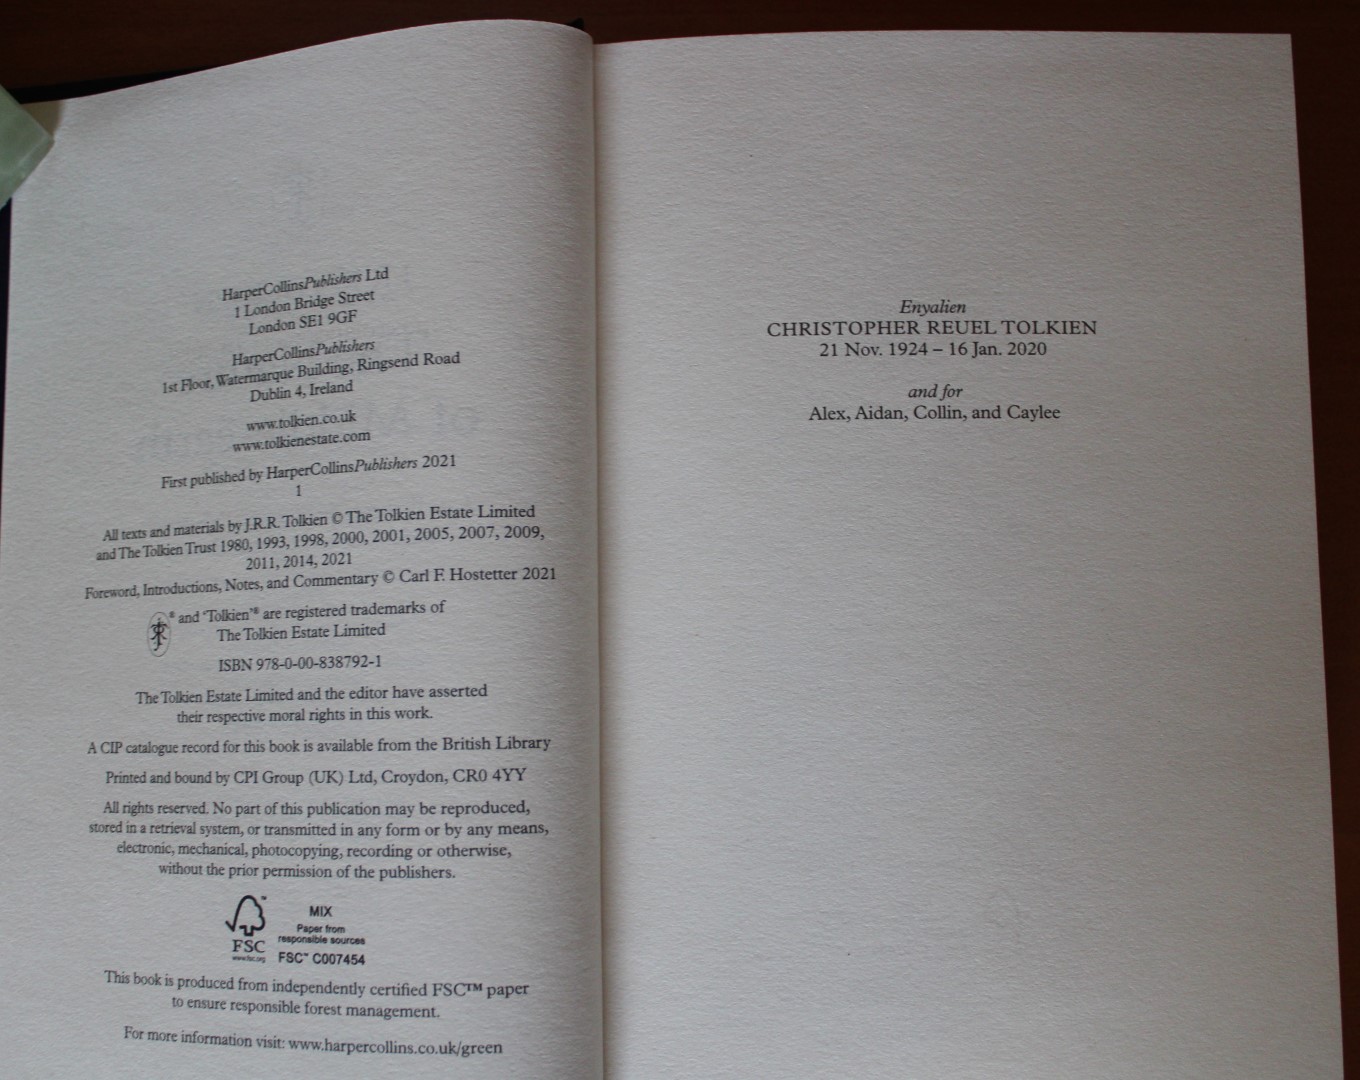 HarperCollinsPublishers Ltd
1 London Bridge Street
London SE1 9GF
HarperCollinsPublishers
1st Floor, Watermarque Building, Ringsend Road
Dublin 4, Ireland
www.tolkien.co.uk
www.tolkienestate.com
First published by HarperCollinsPublishers 2021
1
All texts and materials by J.R.R. Tolkien © The Tolkien Estate Limited
and The Tolkien Trust 1980, 1993, 1998, 2000, 2001, 2005, 2007, 2009,
2011, 2014, 2021
Foreword, Introductions, Notes, and Commentary © Carl F. Hostetter 2021
® and ‘Tolkien’® are registered trademarks of
The Tolkien Estate Limited
ISBN 978-0-00-838792-1
The Tolkien Estate Limited and the editor have asserted
their respective moral rights in this work.
A CIP catalogue record for this book is available from the British Library
Printed and bound by CPI Group (UK) Ltd, Croydon, CR0 4YY
All rights reserved. No part of this publication may be reproduced,
stored in a retrieval system, or transmitted in any form or by any means,
electronic, mechanical, photocopying, recording or otherwise,
without the prior permission of the publishers.
FSC
www.fsc.org
MIX
Paper from
responsible sources
FSC™ C007454
This book is produced from independently certified FSC™ paper
to ensure responsible forest management.
For more information visit: www.harpercollins.co.uk/green
Enyalien
CHRISTOPHER REUEL TOLKIEN
21 Nov. 1924 – 16 Jan. 2020
and for
Alex, Aidan, Collin, and Caylee